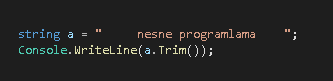 string a = "     nesne programlama    ";
Console.WriteLine(a.Trim());